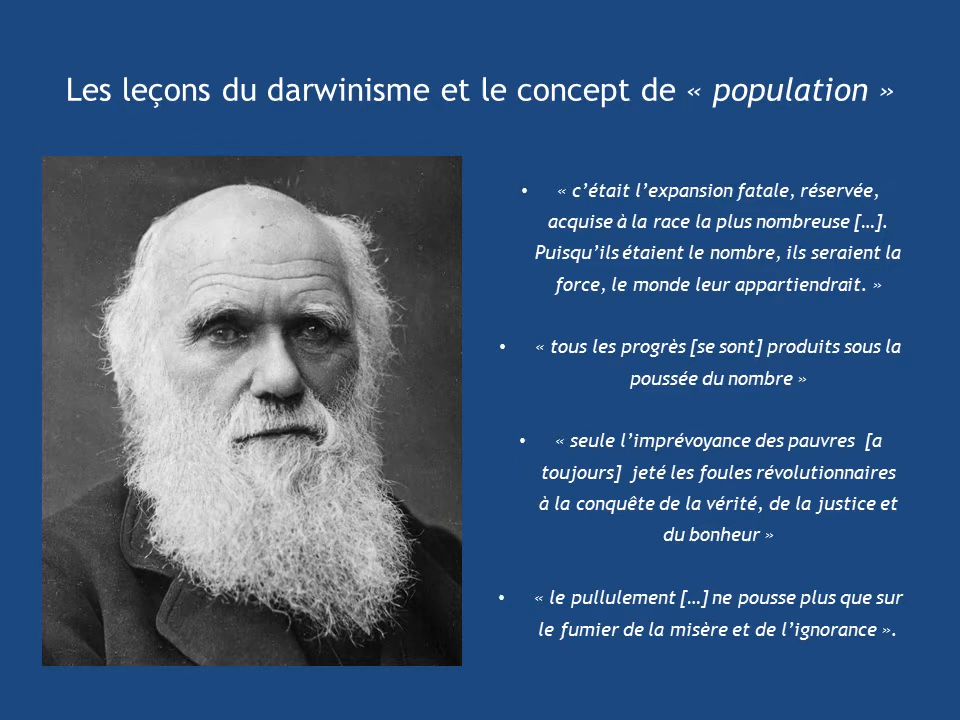 Les leçons du darwinisme et le concept de « population »
• « c’était l’expansion fatale, réservée,
acquise à la race la plus nombreuse […].
Puisqu’ils étaient le nombre, ils seraient la
force, le monde leur appartiendrait. »
• « tous les progrès [se sont] produits sous la
poussée du nombre »
• « seule l’imprévoyance des pauvres [a
toujours] jeté les foules révolutionnaires
à la conquête de la vérité, de la justice et
du bonheur »
• « le pullulement […] ne pousse plus que sur
le fumier de la misère et de l’ignorance ».